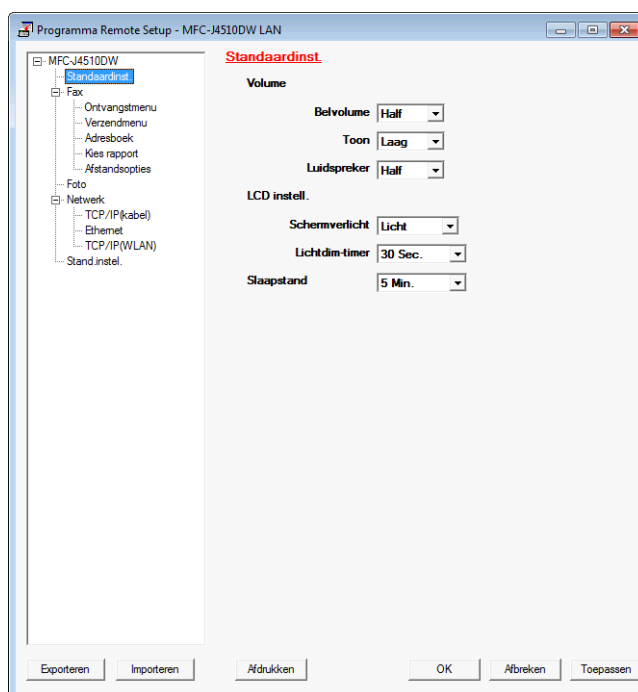 Programma Remote Setup - MFC-J4510DW LAN
MFC-J4510DW
Standaardinst.
Fax
Ontvangstmenu
Verzendmenu
Adresboek
Kies rapport
Afstandsopties
Foto
Netwerk
TCP/IP(kabel)
Ethernet
TCP/IP(WLAN)
Stand.instel.
Standaardinst.
Volume
Belvolume Half
Toon Laag
Luidspreker Half
LCD instell.
Schermverlicht Licht
Lichtdim-timer 30 Sec.
Slaapstand 5 Min.
Exporteren Importeren Afdrukken OK Afbreken Toepassen